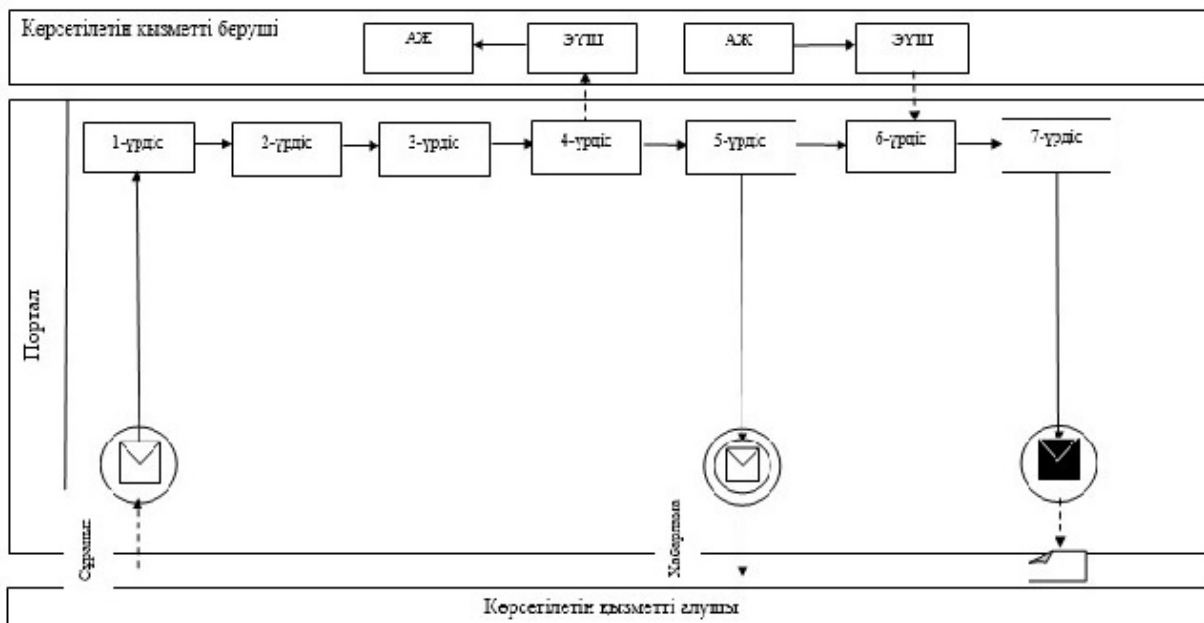 Көрсетілетін қызметті беруші
АЖ
ЭҮШ
АЖ
ЭҮШ
1-үрдіс
2-үрдіс
3-үрдіс
4-үрдіс
5-үрдіс
6-үрдіс
7-үрдіс
Портал
Сұраныс
Хабарлама
Көрсетілетін қызметті алушы